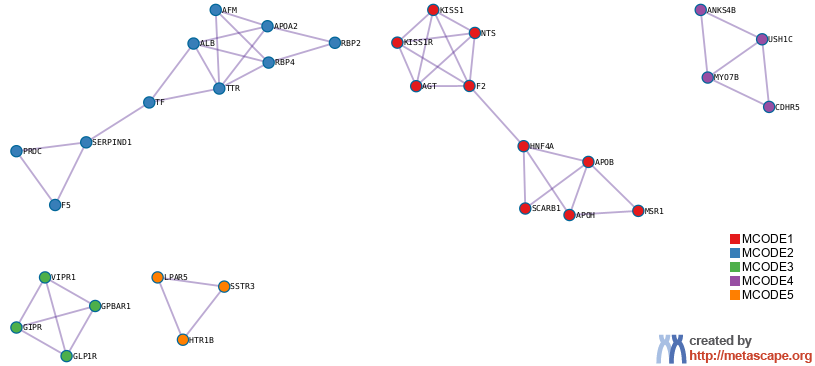 AFM
KISS1
ANKS4B
APOA2
NTS
USH1C
ALB
RBP2
KISS1R
RBP4
MYO7B
TTR
AGT
F2
TF
CDHR5
SERPIND1
HNF4A
PROC
APOB
F5
SCARB1
APOH
MSR1
MCODE1
MCODE2
MCODE3
MCODE4
MCODE5
VIPR1
LPAR5
SSTR3
GPBAR1
GIPR
HTR1B
GLP1R
created by
http://metascape.org